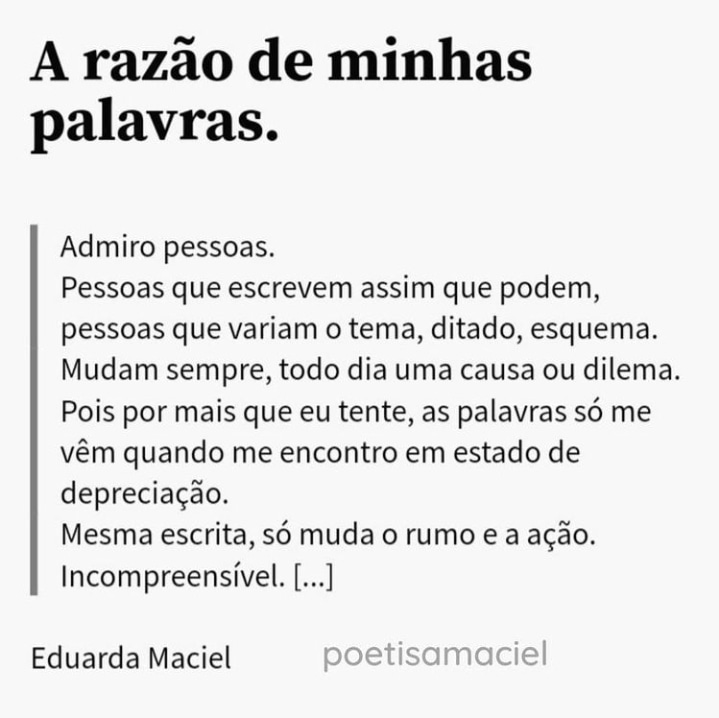 A razão de minhas
palavras.
Admiro pessoas.
Pessoas que escrevem assim que podem,
pessoas que variam o tema, ditado, esquema.
Mudam sempre, todo dia uma causa ou dilema.
Pois por mais que eu tente, as palavras só me
vêm quando me encontro em estado de
depreciação.
Mesma escrita, só muda o rumo e a ação.
Incompreensível. [...]
Eduarda Maciel poetisamaciel